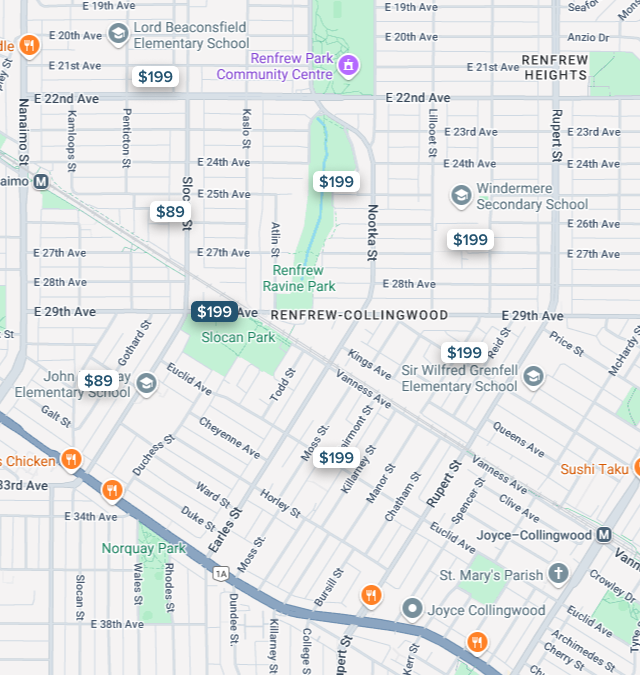 E 19th Ave
E 19th Ave
Lord Beaconsfield
Elementary School
E 20th Ave
E 20th Ave
Anzio Dr
Renfrew Park
Community Centre
E 21st Ave
E 21st Ave
RENFREW
HEIGHTS
$199
E 22nd Ave
E 22nd Ave
Nanaimo St
Kamloops St
Penticton St
Kaslo St
Lillooet St
Rupert St
E 23rd Ave
E 23rd Ave
E 24th Ave
E 24th Ave
E 24th Ave
$199
Windermere
Secondary School
E 25th Ave
$89
Nootka St
Atlin St
E 26th Ave
$199
E 27th Ave
E 27th Ave
E 27th Ave
Renfrew
Ravine Park
E 28th Ave
E 28th Ave
E 29th Ave
$199
Ave
RENFREW-COLLINGWOOD
E 29th Ave
Slocan Park
Gothard St
Reid St
Price St
McHardy St
Kings Ave
$199
Sir Wilfred Grenfell
Elementary School
$89
Elementary School
Euclid Ave
Todd St
Vanness Ave
Galt St
Duchess St
Cheyenne Ave
Moss St.
Killarney St
$199
Queens Ave
Chicken
33rd Ave
Manor St
Chatham St
Rupert St
Spencer St
Vanness Ave
Sushi Taku
Ward St
Horley St
Clive Ave
Duke St
Earles St
E 34th Ave
Euclid Ave
Joyce–Collingwood
Norquay Park
Moss St.
1A
St. Mary's Parish
Slocan St
Wales St
Rhodes St
Bursill St
Crowley Dr
Joyce Collingwood
Dundee St.
Killarney St
E 38th Ave
Euclid Ave
Archimedes St
Cherry St
Kerr St